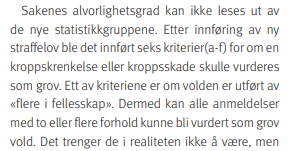 Sakenes alvorlighetsgrad kan ikke leses ut av
de nye statistikkgruppene. Etter innføring av ny
straffelov ble det innført seks kriterier(a-f) for om en
kroppskrenkelse eller kroppsskade skulle vurderes
som grov. Ett av kriteriene er om volden er utført av
«flere i fellesskap». Dermed kan alle anmeldelser
med to eller flere forhold kunne bli vurdert som grov
vold. Det trenger de i realiteten ikke å være, men